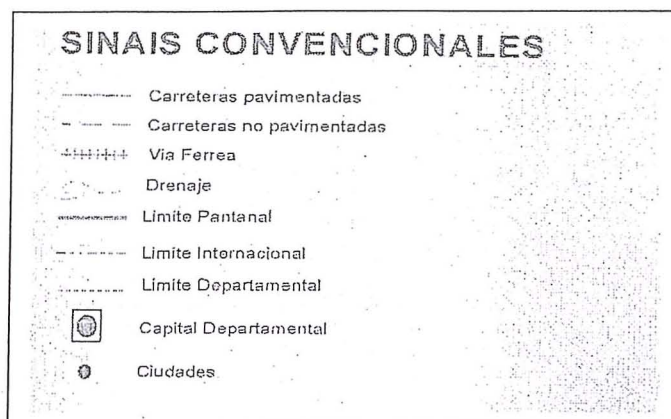 SINAIS CONVENCIONALES
Carreteras pavimentadas
Carreteras no pavimentadas
Via Ferrea
Drenaje
Limite Pantanal
Limite Internacional
Limite Departamental
Capital Departamental
Ciudades